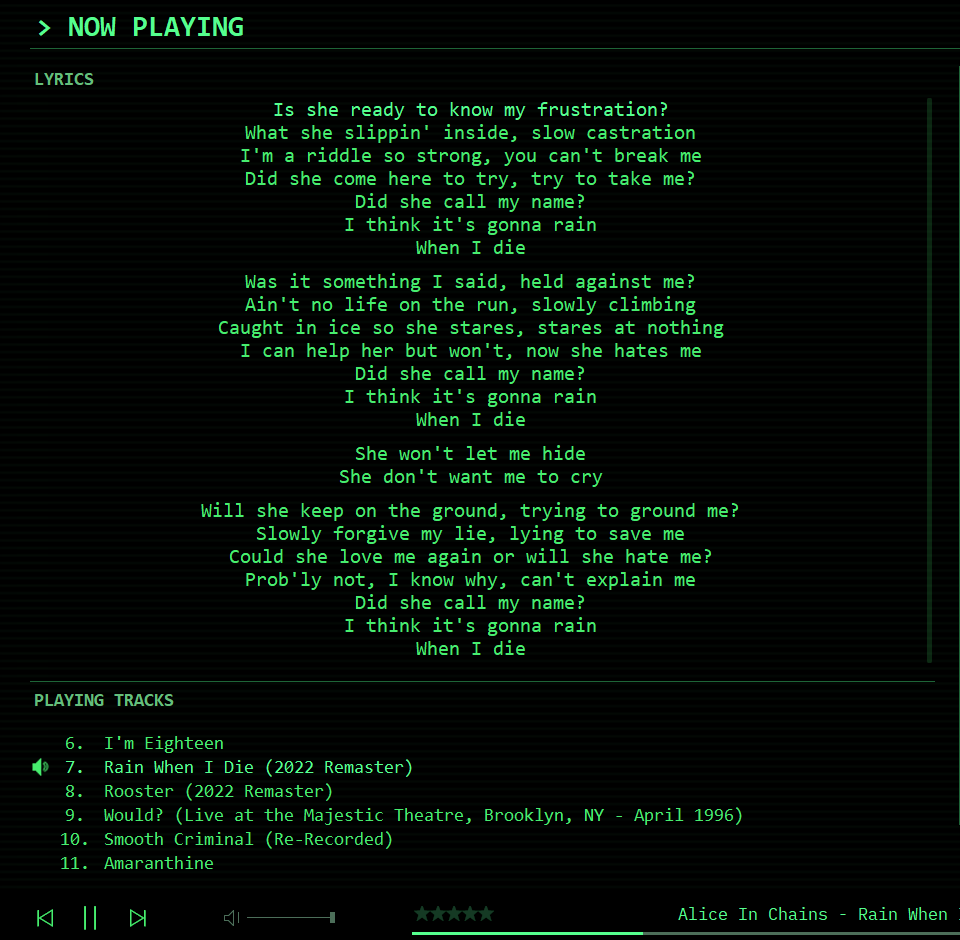 > NOW PLAYING
LYRICS
Is she ready to know my frustration?
What she slippin' inside, slow castration
I'm a riddle so strong, you can't break me
Did she come here to try, try to take me?
Did she call my name?
I think it's gonna rain
When I die
Was it something I said, held against me?
Ain't no life on the run, slowly climbing
Caught in ice so she stares, stares at nothing
I can help her but won't, now she hates me
Did she call my name?
I think it's gonna rain
When I die
She won't let me hide
She don't want me to cry
Will she keep on the ground, trying to ground me?
Slowly forgive my lie, lying to save me
Could she love me again or will she hate me?
Prob'ly not, I know why, can't explain me
Did she call my name?
I think it's gonna rain
When I die
PLAYING TRACKS
6. I'm Eighteen
7. Rain When I Die (2022 Remaster)
8. Rooster (2022 Remaster)
9. Would? (Live at the Majestic Theatre, Brooklyn, NY - April 1996)
10. Smooth Criminal (Re-Recorded)
11. Amaranthine
Alice In Chains - Rain When